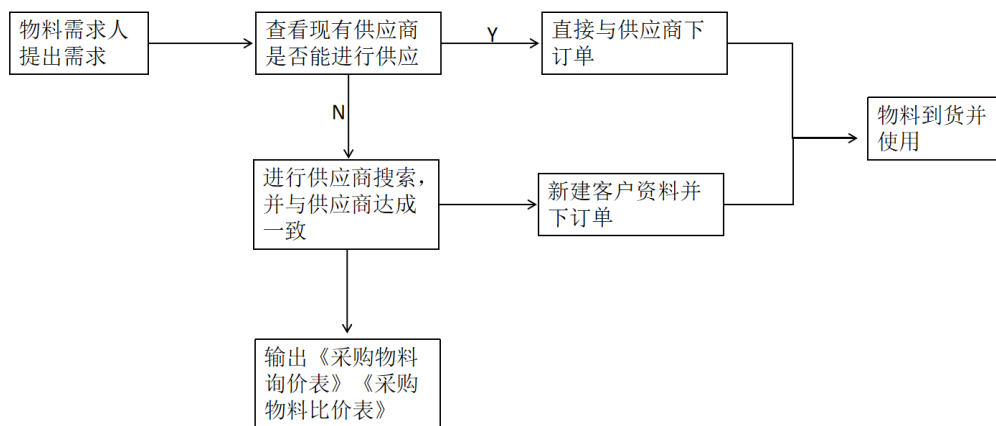 物料需求人
提出需求
查看现有供应商
是否能进行供应
Y
直接与供应商下
订单
N
物料到货并
使用
进行供应商搜索，
并与供应商达成
一致
新建客户资料并
下订单
输出《采购物料
询价表》《采购
物料比价表》